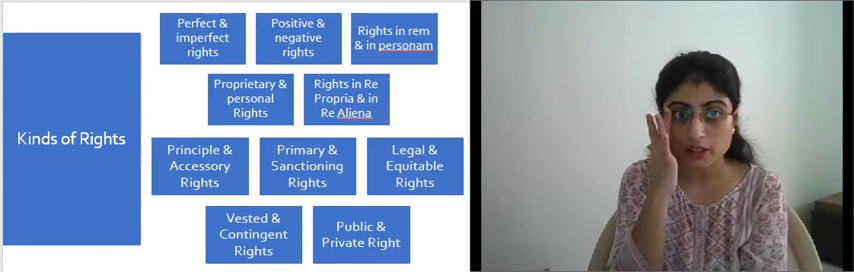 Kinds of Rights
Perfect &
imperfect
rights
Positive &
negative
rights
Rights in rem
& in personam
Proprietary &
personal
Rights
Rights in Re
Propria & in
Re Aliena
Principle &
Accessory
Rights
Primary &
Sanctioning
Rights
Legal &
Equitable
Rights
Vested &
Contingent
Rights
Public &
Private Right